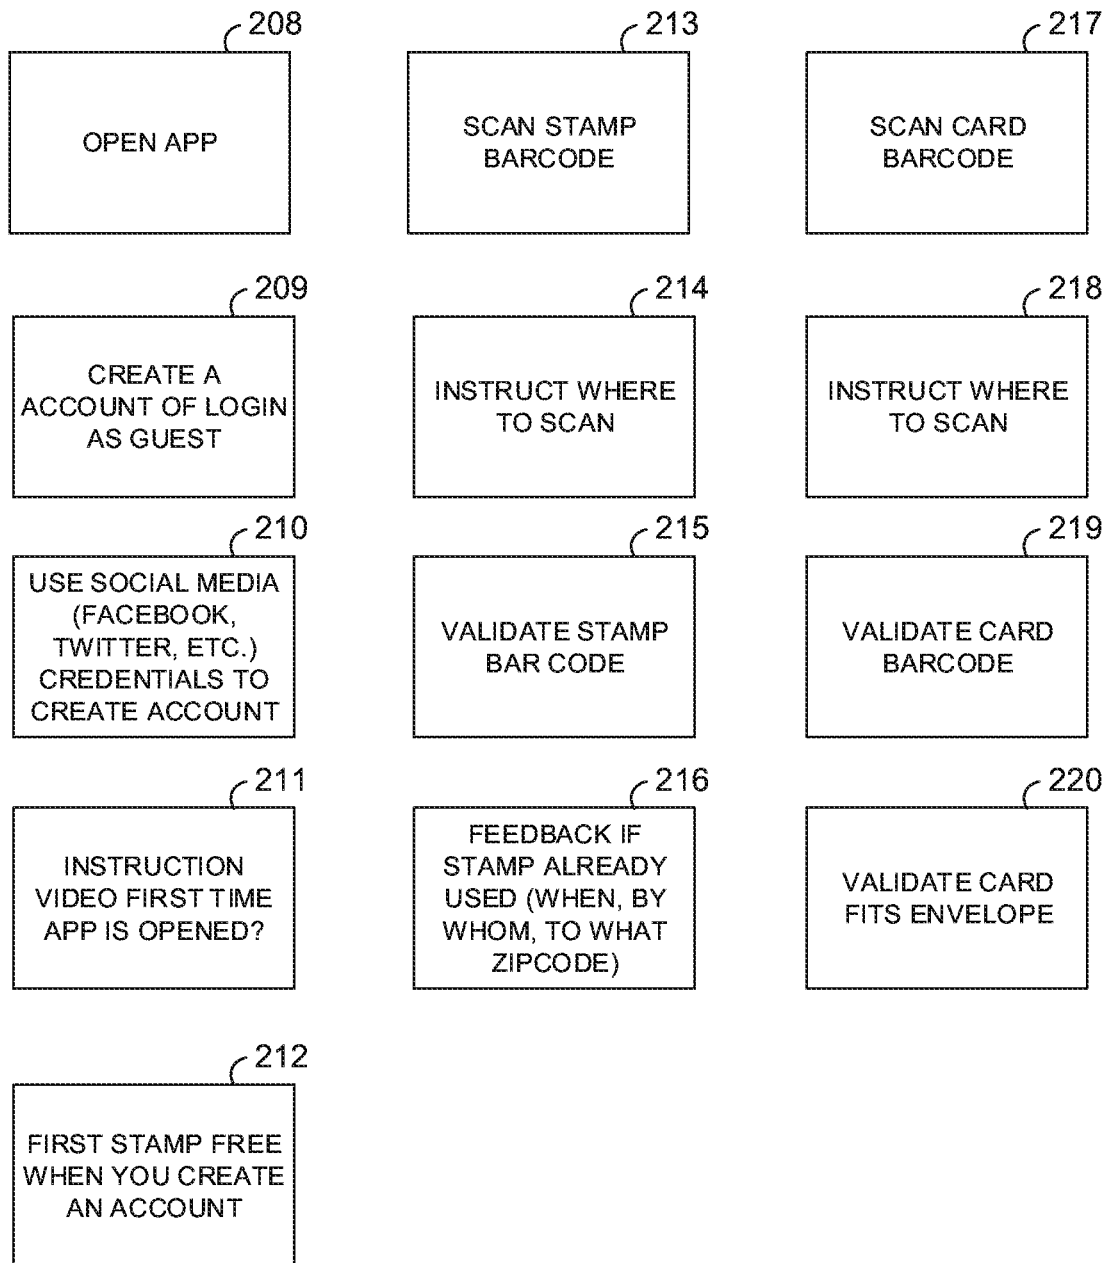 208
OPEN APP
213
SCAN STAMP
BARCODE
217
SCAN CARD
BARCODE
209
CREATE A
ACCOUNT OF LOGIN
AS GUEST
214
INSTRUCT WHERE
TO SCAN
218
INSTRUCT WHERE
TO SCAN
210
USE SOCIAL MEDIA
(FACEBOOK,
TWITTER, ETC.)
CREDENTIALS TO
CREATE ACCOUNT
215
VALIDATE STAMP
BAR CODE
219
VALIDATE CARD
BARCODE
211
INSTRUCTION
VIDEO FIRST TIME
APP IS OPENED?
216
FEEDBACK IF
STAMP ALREADY
USED (WHEN, BY
WHOM, TO WHAT
ZIPCODE)
220
VALIDATE CARD
FITS ENVELOPE
212
FIRST STAMP FREE
WHEN YOU CREATE
AN ACCOUNT